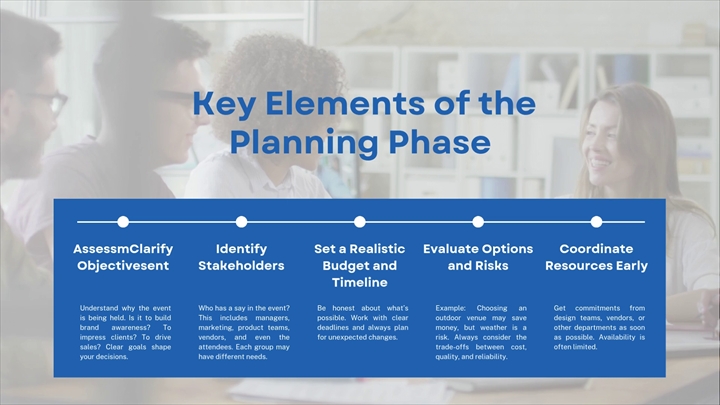 Key Elements of the
Planning Phase
AssessmClarify
Objectivesent
Understand why the event
is being held. Is it to build
brand awareness? To
impress clients? To drive
sales? Clear goals shape
your decisions.
Identify
Stakeholders
Who has a say in the event?
This includes managers,
marketing, product teams,
vendors, and even the
attendees. Each group may
have different needs.
Set a Realistic
Budget and
Timeline
Be honest about what's
possible. Work with clear
deadlines and always plan
for unexpected changes.
Evaluate Options
and Risks
Example: Choosing an
outdoor venue may save
money, but weather is a
risk. Always consider the
trade-offs between cost,
quality, and reliability.
Coordinate
Resources Early
Get commitments from
design teams, vendors, or
other departments as soon
as possible. Availability is
often limited.